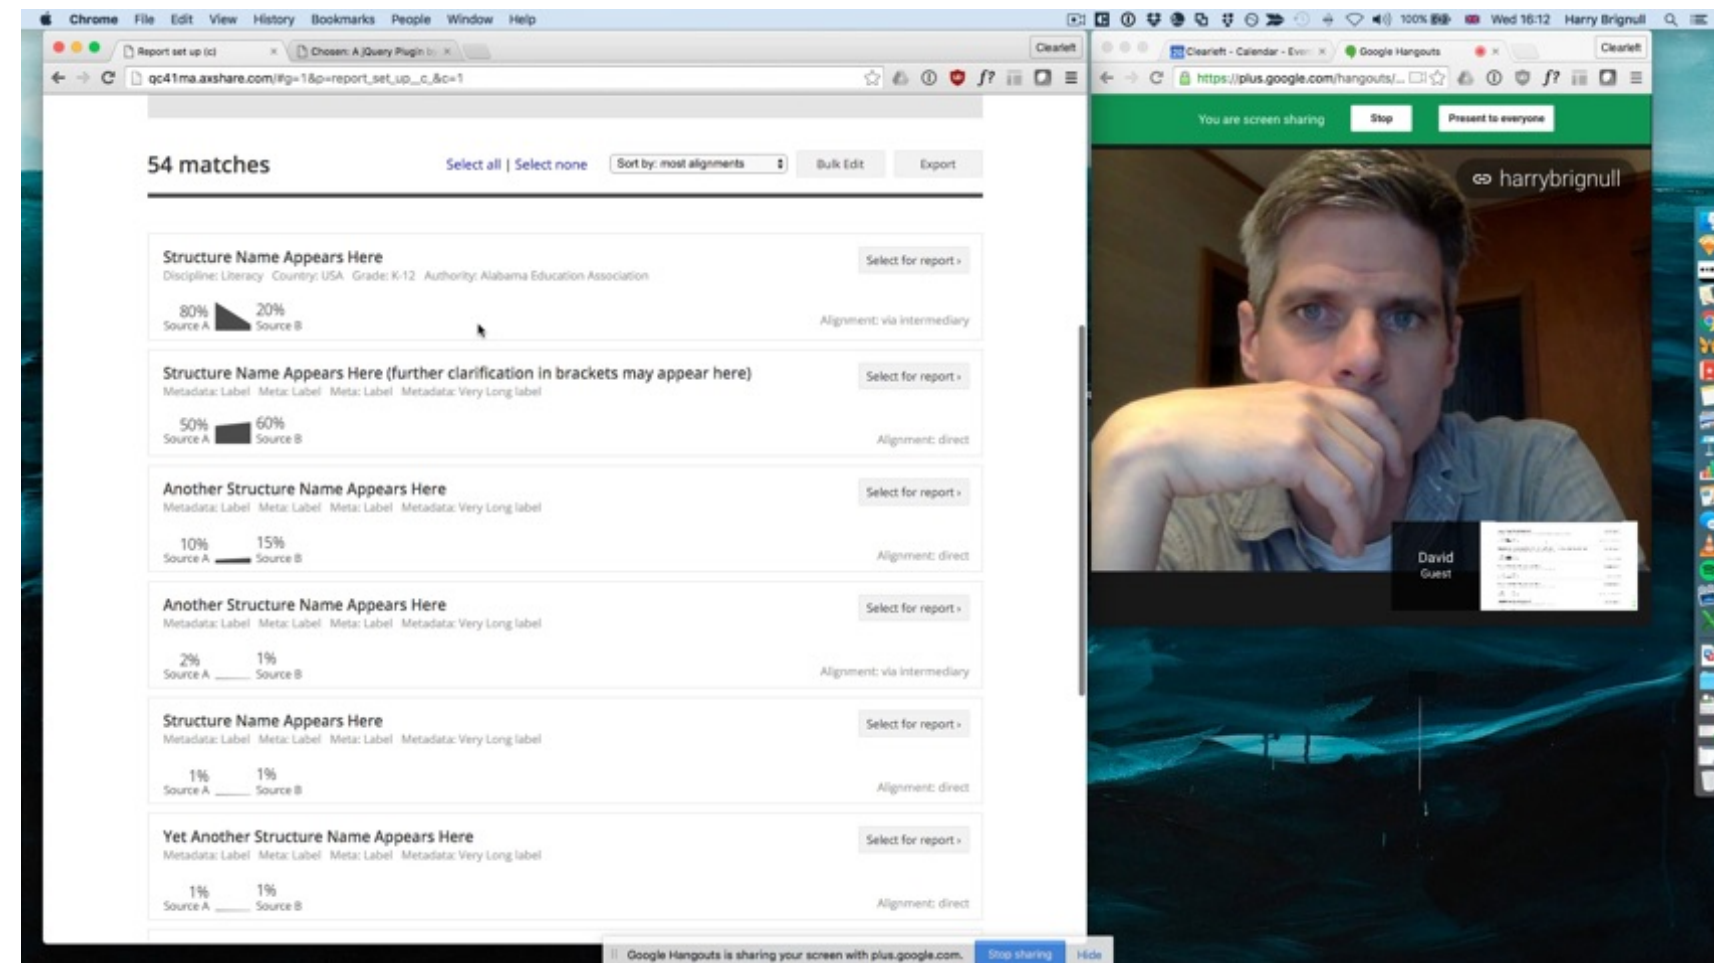 Chrome File Edit View History Bookmarks People Window Help
100% Wed 16:12 Harry Brignull
Report set up (c)
Chosen: A jQuery Plugin
Clearleft
qc41ma.axshare.com/#g=1&p=report_set_up__c_&c=1
f?
54 matches
Select all | Select none
Sort by: most alignments
Bulk Edit
Export
Structure Name Appears Here
Discipline: Literacy Country: USA Grade: K-12 Authority: Alabama Education Association
Select for report ›
80% 20%
Source A Source B
Alignment: via intermediary
Structure Name Appears Here (further clarification in brackets may appear here)
Metadata: Label Meta: Label Meta: Label Metadata: Very Long label
Select for report ›
50% 60%
Source A Source B
Alignment: direct
Another Structure Name Appears Here
Metadata: Label Meta: Label Meta: Label Metadata: Very Long label
Select for report ›
10% 15%
Source A Source B
Alignment: direct
Another Structure Name Appears Here
Metadata: Label Meta: Label Meta: Label Metadata: Very Long label
Select for report ›
2% 1%
Source A Source B
Alignment: via intermediary
Structure Name Appears Here
Metadata: Label Meta: Label Meta: Label Metadata: Very Long label
Select for report ›
1% 1%
Source A Source B
Alignment: direct
Yet Another Structure Name Appears Here
Metadata: Label Meta: Label Meta: Label Metadata: Very Long label
Select for report ›
1% 1%
Source A Source B
Alignment: direct
Google Hangouts is sharing your screen with plus.google.com.
Stop sharing
Hide
Clearleft - Calendar - Even
Google Hangouts
Clearleft
https://plus.google.com/hangouts/...
f?
You are screen sharing
Stop
Present to everyone
harrybrignull
David
Guest